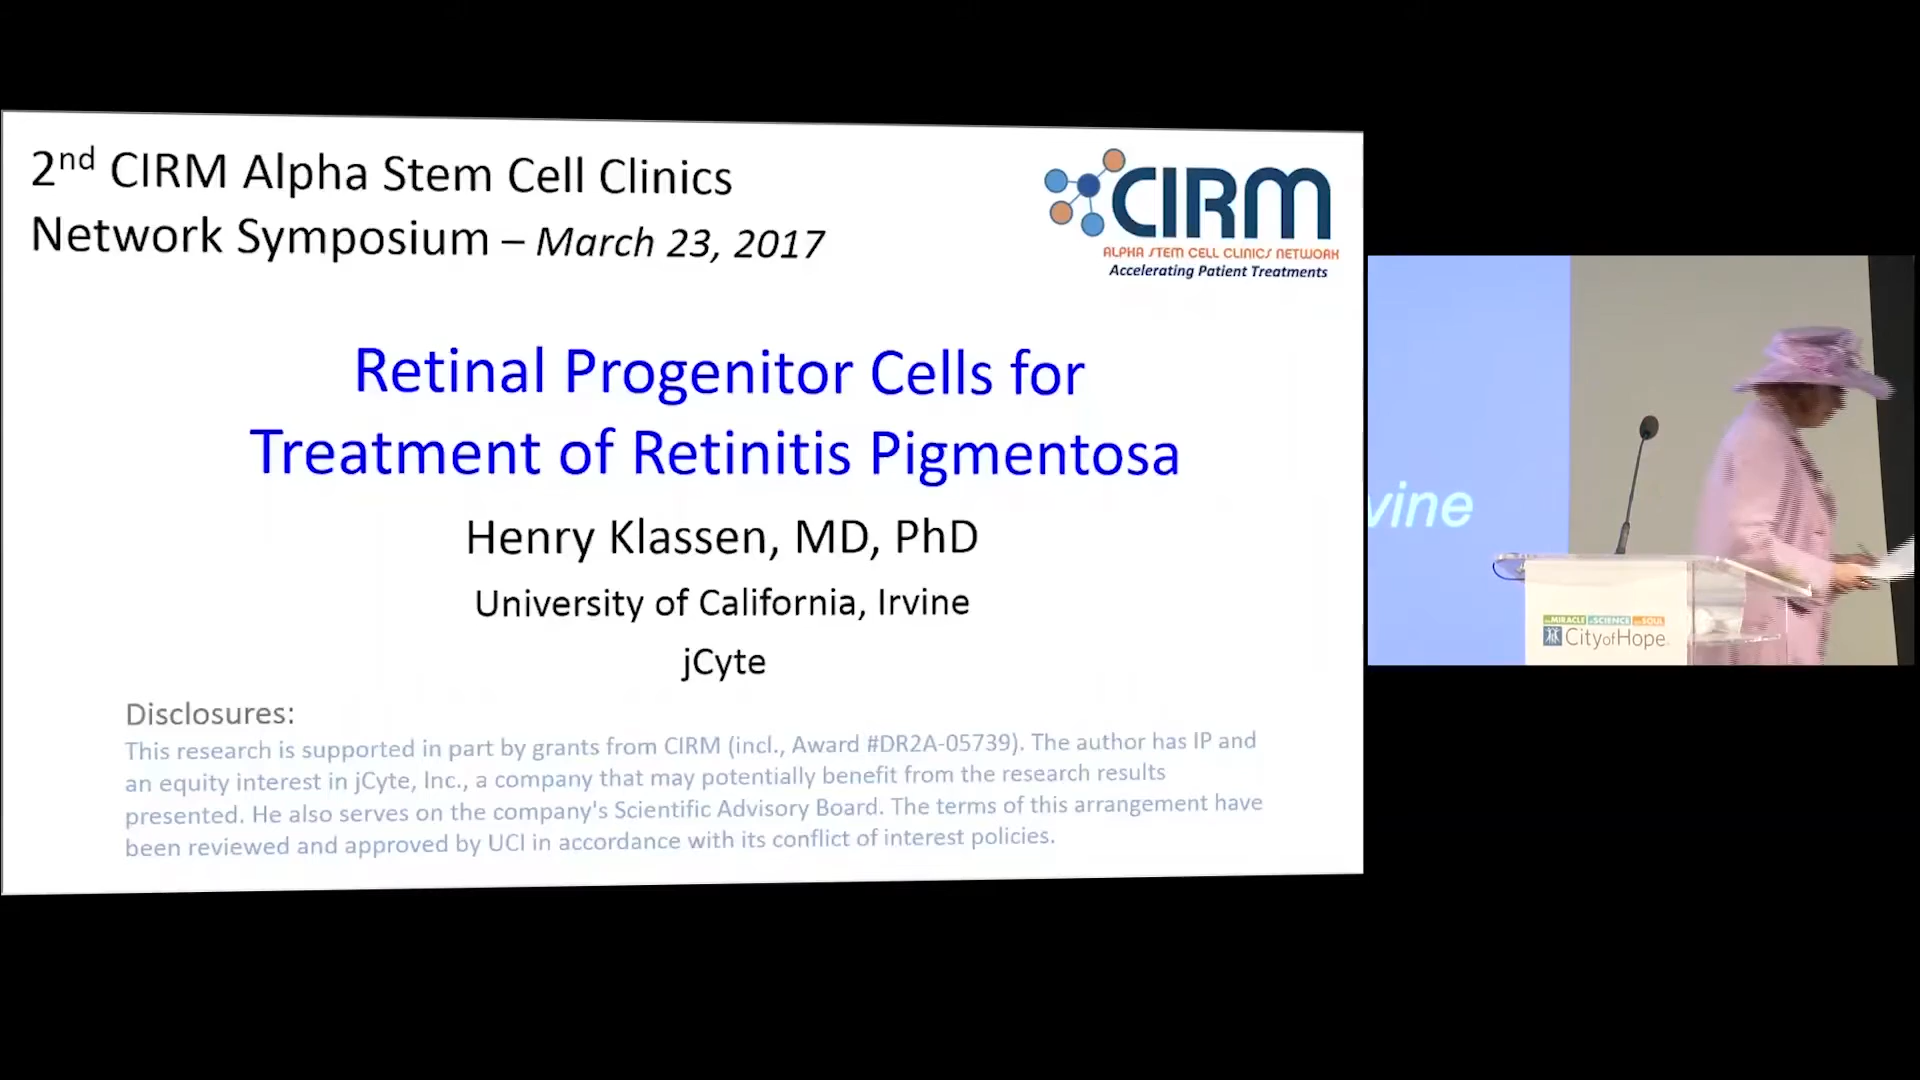 2nd CIRM Alpha Stem Cell Clinics
Network Symposium – March 23, 2017
CIRM
ALPHA STEM CELL CLINICS NETWORK
Accelerating Patient Treatments
Retinal Progenitor Cells for
Treatment of Retinitis Pigmentosa
Henry Klassen, MD, PhD
University of California, Irvine
jCyte
Disclosures:
This research is supported in part by grants from CIRM (incl., Award #DR2A-05739). The author has IP and
an equity interest in jCyte, Inc., a company that may potentially benefit from the research results
presented. He also serves on the company's Scientific Advisory Board. The terms of this arrangement have
been reviewed and approved by UCI in accordance with its conflict of interest policies.
vine
MIRACLE SCIENCE SOUL
CityofHope